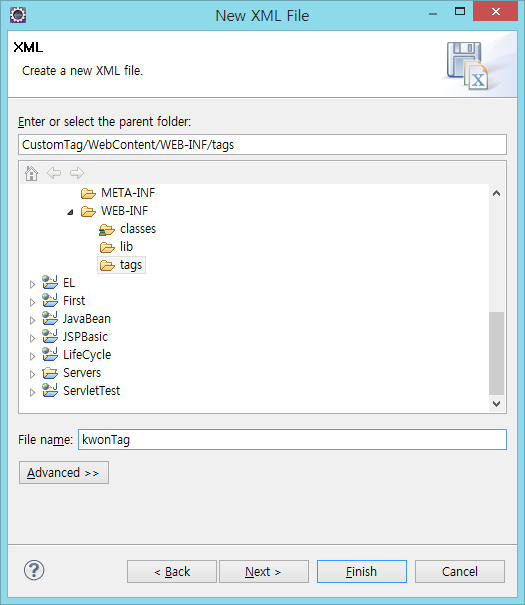 New XML File
XML
Create a new XML file.
Enter or select the parent folder:
CustomTag/WebContent/WEB-INF/tags
META-INF
WEB-INF
classes
lib
tags
EL
First
JavaBean
JSPBasic
LifeCycle
Servers
ServletTest
File name: kwonTag
Advanced >>
< Back Next > Finish Cancel